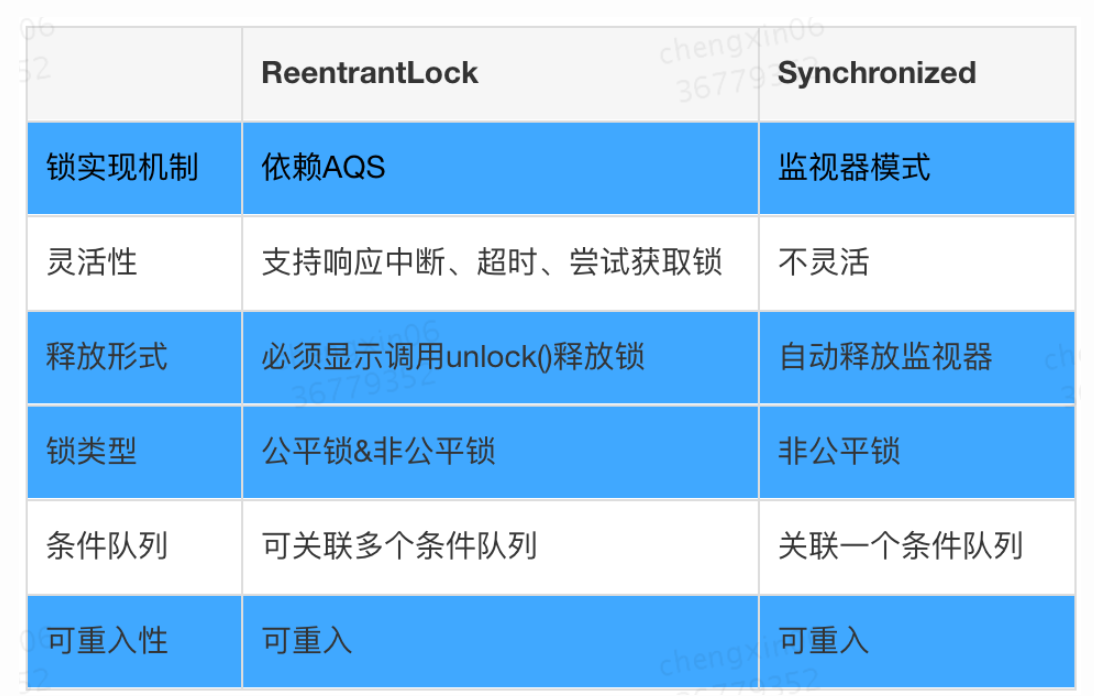 ReentrantLock Synchronized
锁实现机制 依赖AQS 监视器模式
灵活性 支持响应中断、超时、尝试获取锁 不灵活
释放形式 必须显示调用unlock()释放锁 自动释放监视器
锁类型 公平锁&非公平锁 非公平锁
条件队列 可关联多个条件队列 关联一个条件队列
可重入性 可重入 可重入
chengxin06
36779352